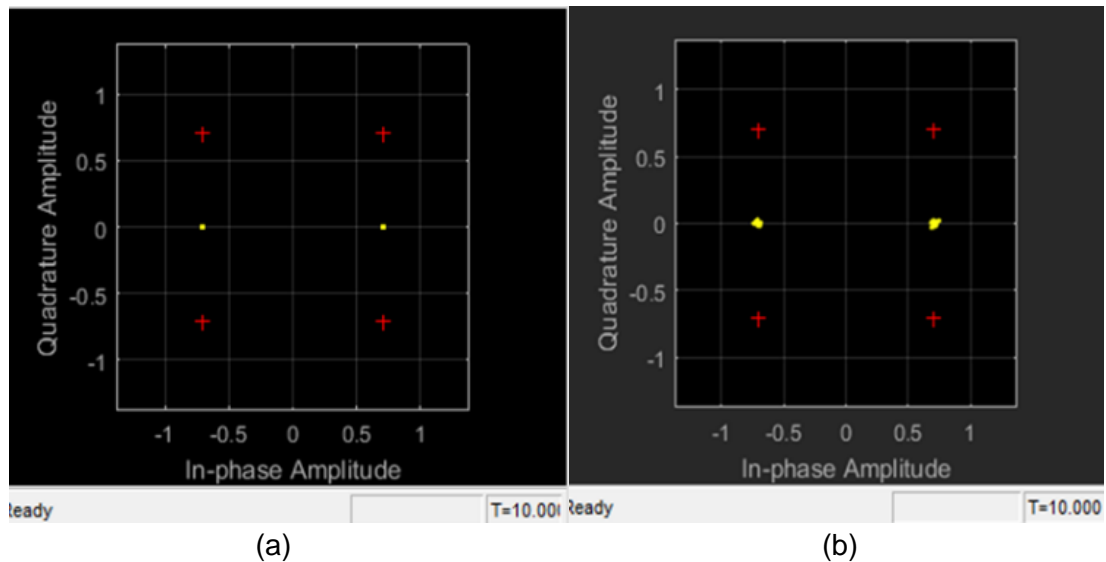 Quadrature Amplitude
1
0.5
0
-0.5
-1
-1 -0.5 0 0.5 1
In-phase Amplitude
Ready T=10.00
(a)
Quadrature Amplitude
1
0.5
0
-0.5
-1
-1 -0.5 0 0.5 1
In-phase Amplitude
Ready T=10.000
(b)